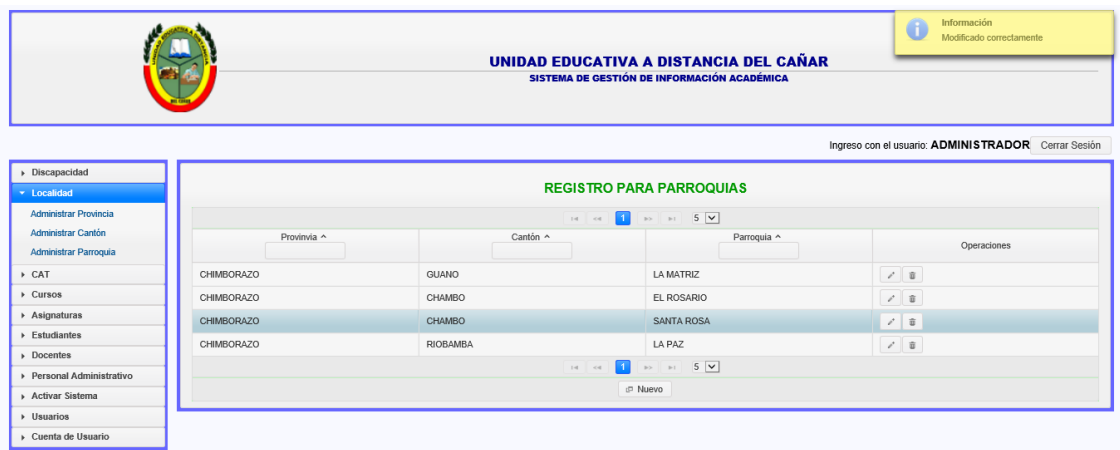 Información
Modificado correctamente
UNIDAD EDUCATIVA A DISTANCIA DEL CAÑAR
SISTEMA DE GESTIÓN DE INFORMACIÓN ACADÉMICA
Ingreso con el usuario: ADMINISTRADOR Cerrar Sesión
Discapacidad
Localidad
Administrar Provincia
Administrar Cantón
Administrar Parroquia
CAT
Cursos
Asignaturas
Estudiantes
Docentes
Personal Administrativo
Activar Sistema
Usuarios
Cuenta de Usuario
REGISTRO PARA PARROQUIAS
1 5
Provinvia Cantón Parroquia Operaciones
CHIMBORAZO GUANO LA MATRIZ
CHIMBORAZO CHAMBO EL ROSARIO
CHIMBORAZO CHAMBO SANTA ROSA
CHIMBORAZO RIOBAMBA LA PAZ
1 5
Nuevo